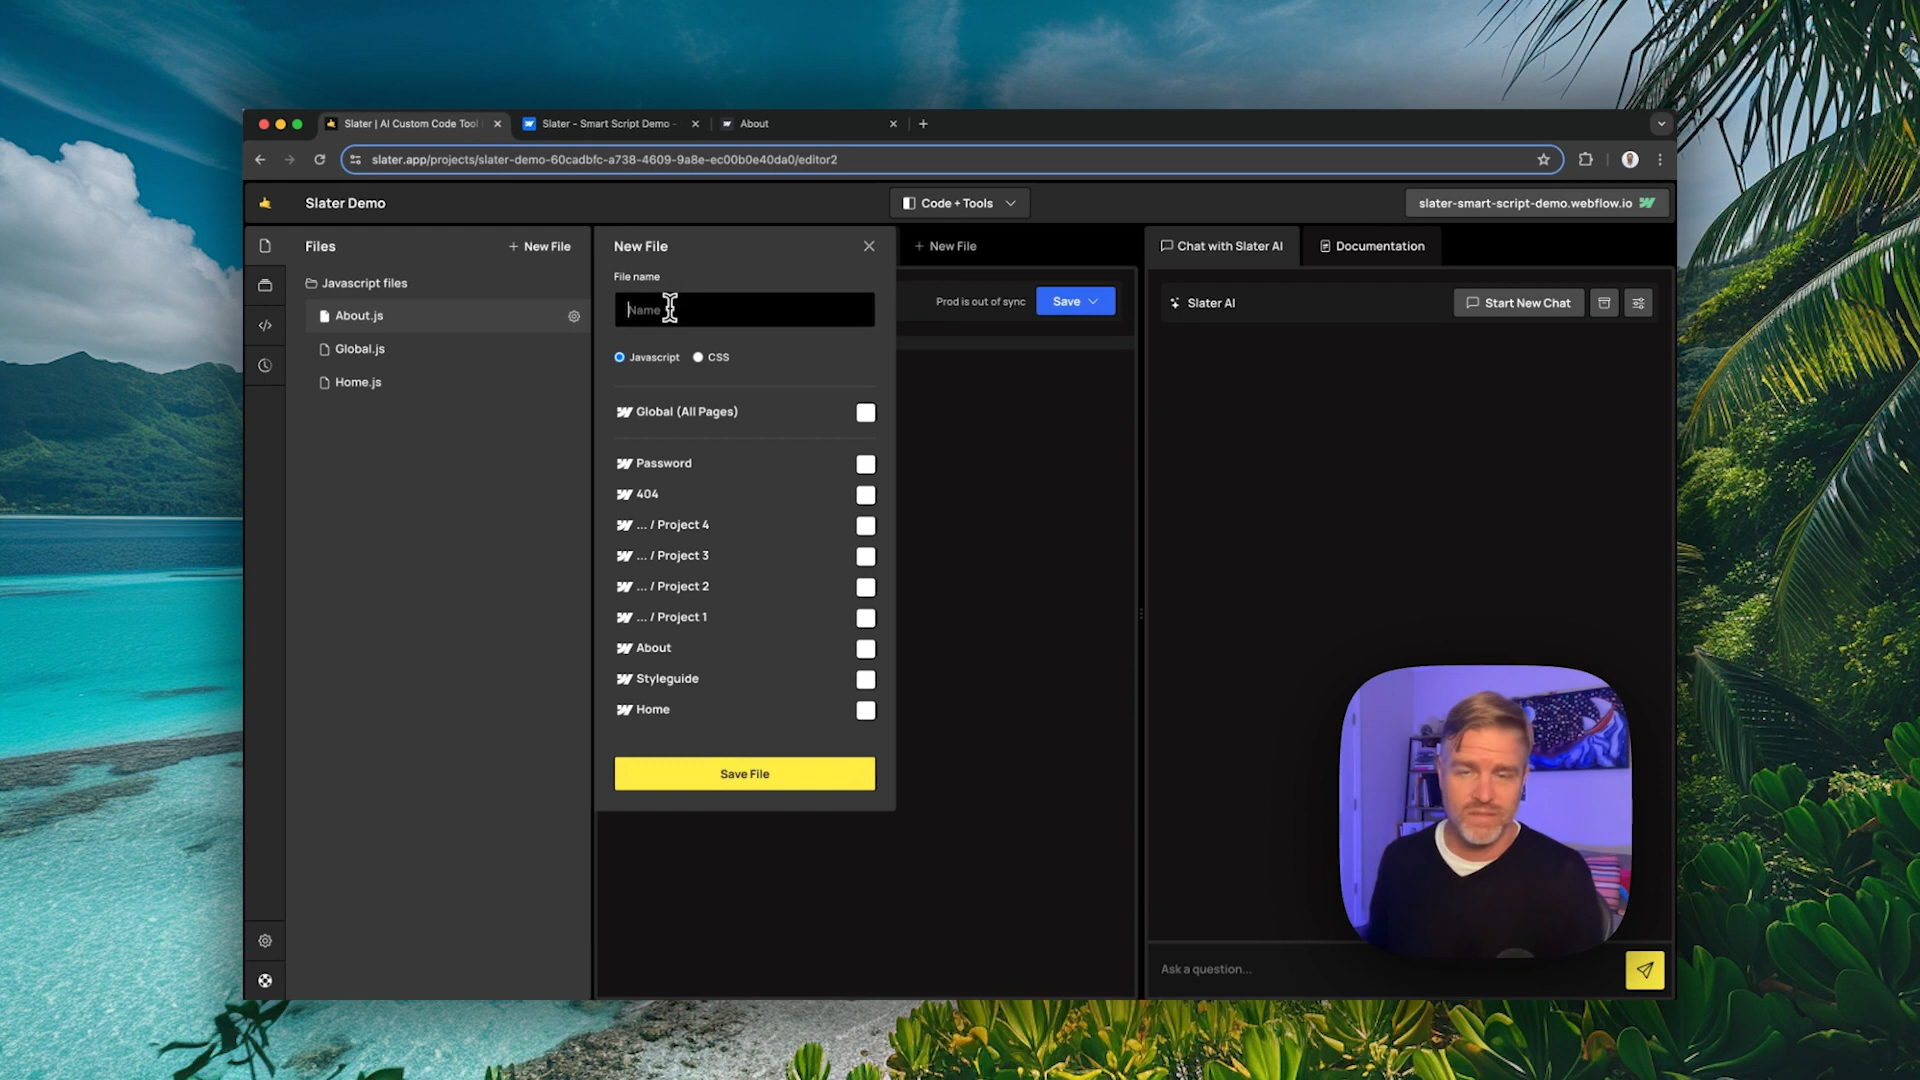 Slater | AI Custom Code Tool
Slater - Smart Script Demo -
About
slater.app/projects/slater-demo-60cadbfc-a738-4609-9a8e-ec00b0e40da0/editor2
Slater Demo
Code + Tools
slater-smart-script-demo.webflow.io
Files
+ New File
New File
+ New File
Chat with Slater AI
Documentation
Javascript files
File name
About.js
Name
Prod is out of sync
Save
Slater AI
Start New Chat
Global.js
Javascript
CSS
Home.js
Global (All Pages)
Password
404
... / Project 4
... / Project 3
... / Project 2
... / Project 1
About
Styleguide
Home
Save File
Ask a question...